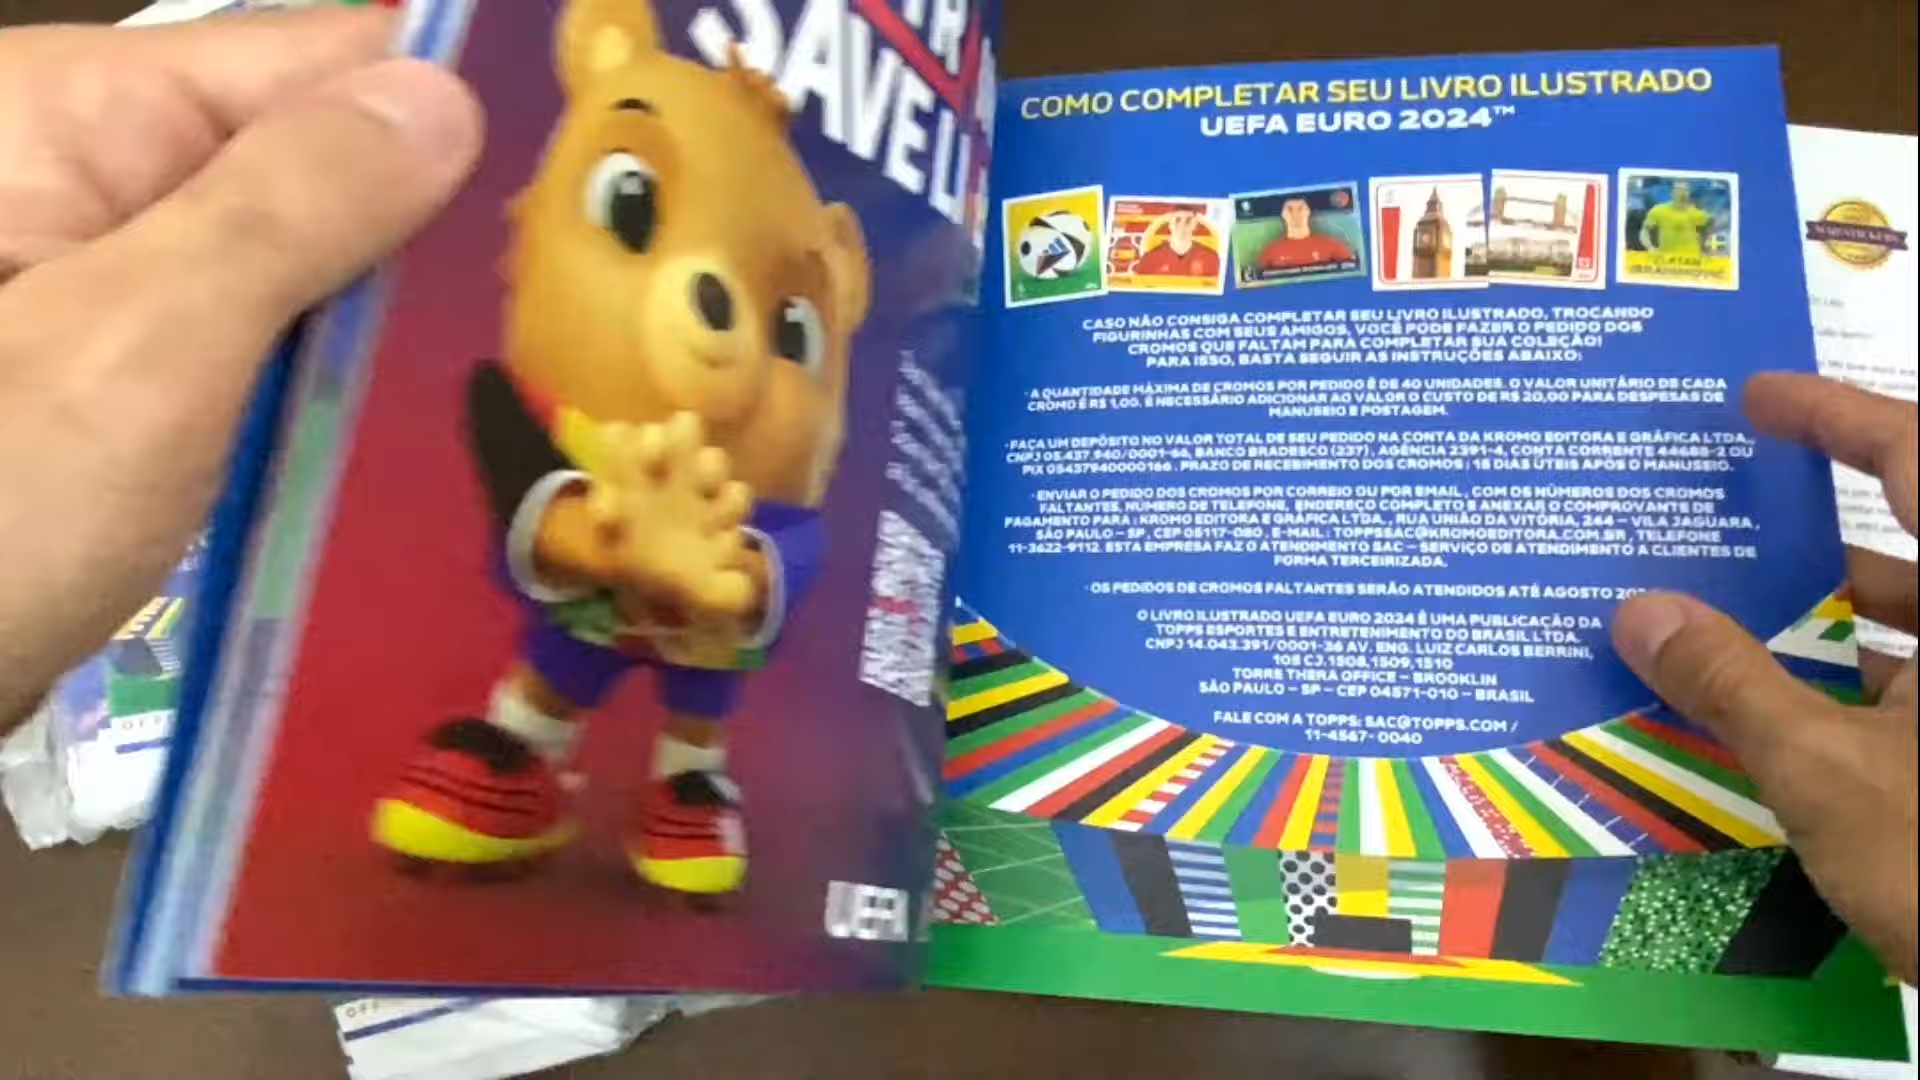 SAVE LI
UEFA
COMO COMPLETAR SEU LIVRO ILUSTRADO
UEFA EURO 2024™
CASO NÃO CONSIGA COMPLETAR SEU LIVRO ILUSTRADO, TROCANDO
FIGURINHAS COM SEUS AMIGOS, VOCÊ PODE FAZER O PEDIDO DOS
CROMOS QUE FALTAM PARA COMPLETAR SUA COLEÇÃO!
PARA ISSO, BASTA SEGUIR AS INSTRUÇÕES ABAIXO:
· A QUANTIDADE MÁXIMA DE CROMOS POR PEDIDO É DE 40 UNIDADES. O VALOR UNITÁRIO DE CADA
CROMO É R$ 1,00. É NECESSÁRIO ADICIONAR AO VALOR O CUSTO DE R$ 20,00 PARA DESPESAS DE
MANUSEIO E POSTAGEM.
· FAÇA UM DEPÓSITO NO VALOR TOTAL DE SEU PEDIDO NA CONTA DA KROMO EDITORA E GRÁFICA LTDA.,
CNPJ 05.437.940/0001-66, BANCO BRADESCO (237), AGÊNCIA 2391-4, CONTA CORRENTE 44688-2 OU
PIX 05437940000166. PRAZO DE RECEBIMENTO DOS CROMOS: 15 DIAS ÚTEIS APÓS O MANUSEIO.
· ENVIAR O PEDIDO DOS CROMOS POR CORREIO OU POR EMAIL, COM OS NÚMEROS DOS CROMOS
FALTANTES, NÚMERO DE TELEFONE, ENDEREÇO COMPLETO E ANEXAR O COMPROVANTE DE
PAGAMENTO PARA: KROMO EDITORA E GRÁFICA LTDA., RUA UNIÃO DA VITÓRIA, 244 – VILA JAGUARA,
SÃO PAULO – SP, CEP 05117-080. E-MAIL: TOPPSSAC@KROMOEDITORA.COM.BR, TELEFONE
11-3622-9112. ESTA EMPRESA FAZ O ATENDIMENTO SAC – SERVIÇO DE ATENDIMENTO A CLIENTES DE
FORMA TERCEIRIZADA.
· OS PEDIDOS DE CROMOS FALTANTES SERÃO ATENDIDOS ATÉ AGOSTO
O LIVRO ILUSTRADO UEFA EURO 2024 É UMA PUBLICAÇÃO DA
TOPPS ESPORTES E ENTRETENIMENTO DO BRASIL LTDA.
CNPJ 14.043.391/0001-36 AV. ENG. LUIZ CARLOS BERRINI,
105 CJ.1508,1509,1510
TORRE THERA OFFICE – BROOKLIN
SÃO PAULO – SP – CEP 04571-010 – BRASIL
FALE COM A TOPPS: SAC@TOPPS.COM /
11-4567-0040